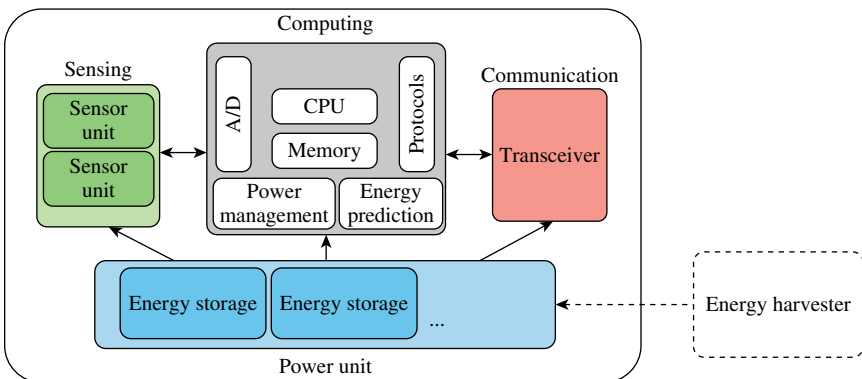 Computing
Sensing
Communication
Sensor
unit
Sensor
unit
A/D
CPU
Memory
Protocols
Power
management
Energy
prediction
Transceiver
Energy storage
Energy storage
...
Power unit
Energy harvester